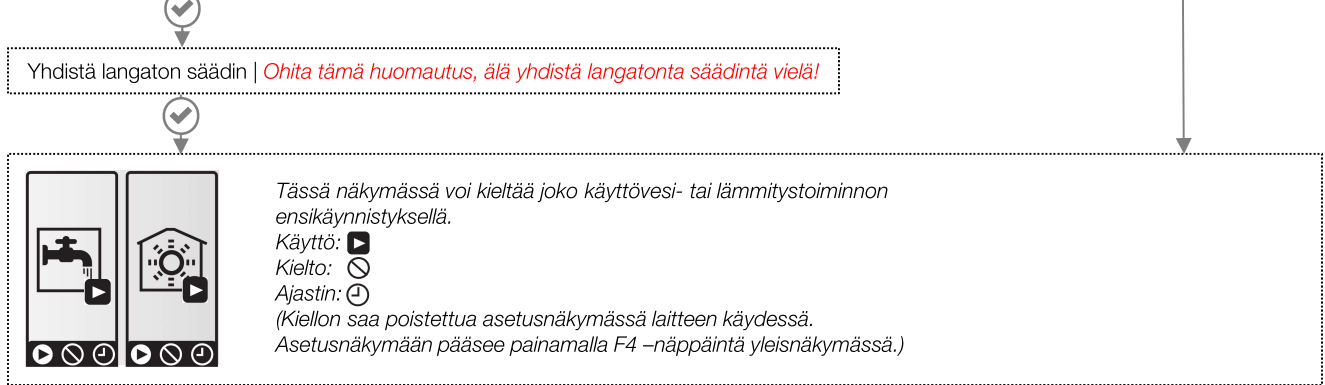 Yhdistä langaton säädin | Ohita tämä huomautus, älä yhdistä langatonta säädintä vielä!
Tässä näkymässä voi kieltää joko käyttövesi- tai lämmitystoiminnon
ensikäynnistyksellä.
Käyttö:
Kielto:
Ajastin:
(Kiellon saa poistettua asetusnäkymässä laitteen käydessä.
Asetusnäkymään pääsee painamalla F4 –näppäintä yleisnäkymässä.)